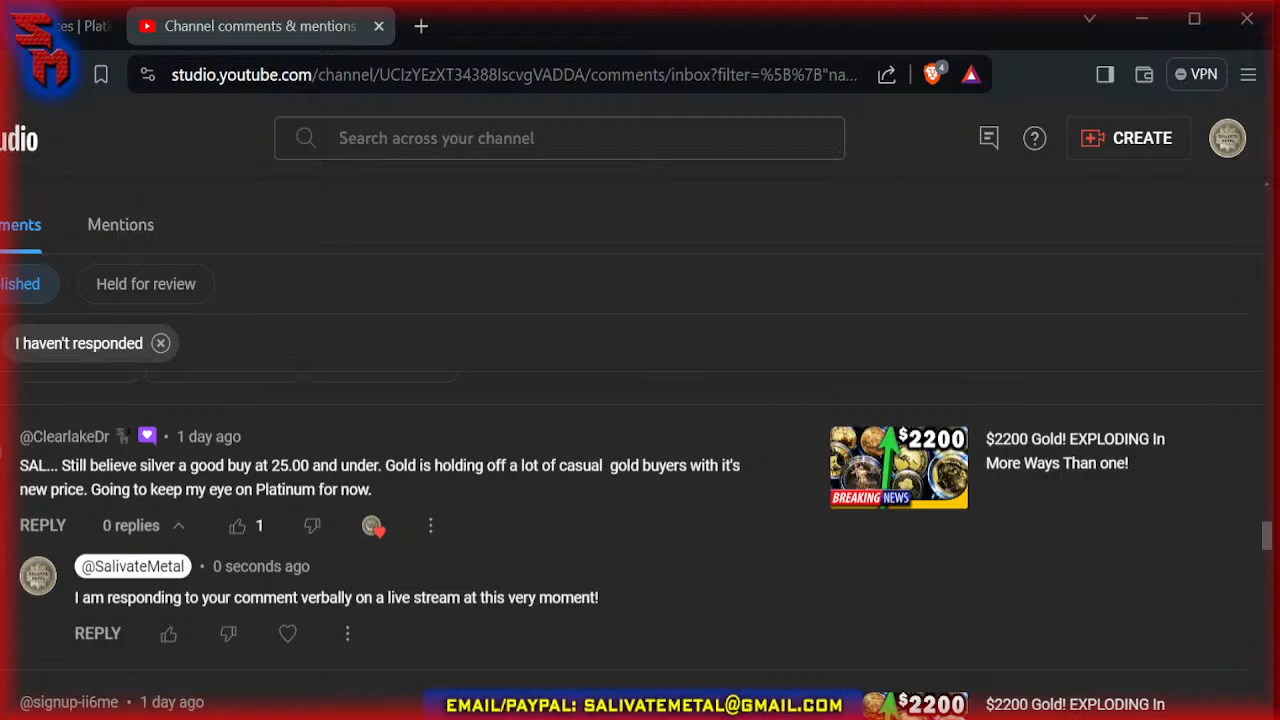 SM
ces | Plati
Channel comments & mentions
studio.youtube.com/channel/UCIzYEzXT34388IscvgVADDA/comments/inbox?filter=%5B%7B"na...
4
VPN
udio
Search across your channel
CREATE
ments
Mentions
lished
Held for review
I haven't responded
@ClearlakeDr • 1 day ago
SAL... Still believe silver a good buy at 25.00 and under. Gold is holding off a lot of casual gold buyers with it's
new price. Going to keep my eye on Platinum for now.
$2200
BREAKING NEWS
$2200 Gold! EXPLODING In
More Ways Than one!
REPLY
0 replies
1
@SalivateMetal • 0 seconds ago
I am responding to your comment verbally on a live stream at this very moment!
REPLY
@signup-ii6me • 1 day ago
$2200
$2200 Gold! EXPLODING In
EMAIL/PAYPAL: SALIVATEMETAL@GMAIL.COM